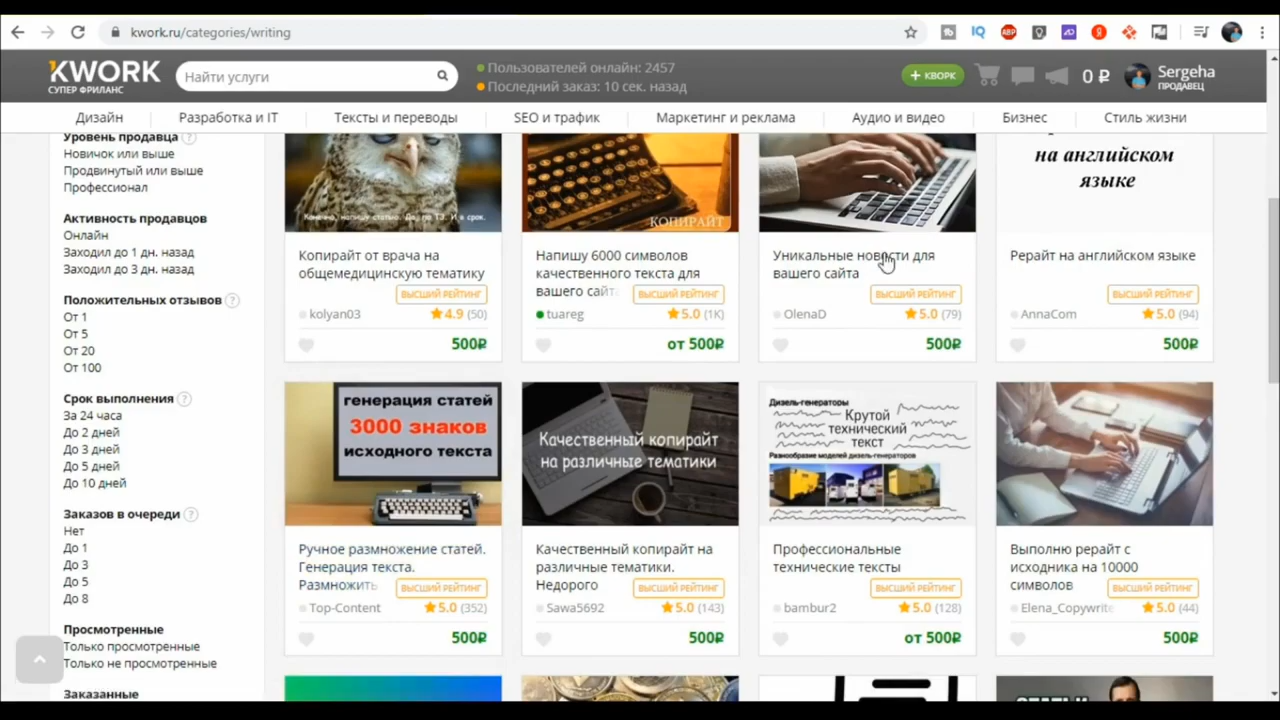 kwork.ru/categories/writing
KWORK
СУПЕР ФРИЛАНС
Найти услуги
Пользователей онлайн: 2457
Последний заказ: 10 сек. назад
+ КВОРК
0 ₽
Sergeha
ПРОДАВЕЦ
Дизайн
Разработка и IT
Тексты и переводы
SEO и трафик
Маркетинг и реклама
Аудио и видео
Бизнес
Стиль жизни
Уровень продавца ?
Новичок или выше
Продвинутый или выше
Профессионал
Активность продавцов
Онлайн
Заходил до 1 дн. назад
Заходил до 3 дн. назад
Положительных отзывов ?
От 1
От 5
От 20
От 100
Срок выполнения ?
За 24 часа
До 2 дней
До 3 дней
До 5 дней
До 10 дней
Заказов в очереди ?
Нет
До 1
До 3
До 5
До 8
Просмотренные
Только просмотренные
Только не просмотренные
Заказанные
Конечно, напишу статью. Да, по ТЗ. И в срок.
Копирайт от врача на
общемедицинскую тематику
ВЫСШИЙ РЕЙТИНГ
kolyan03
4.9 (50)
500₽
КОПИРАЙТ
Напишу 6000 символов
качественного текста для
вашего сайта
ВЫСШИЙ РЕЙТИНГ
tuareg
5.0 (1K)
от 500₽
Уникальные новости для
вашего сайта
ВЫСШИЙ РЕЙТИНГ
OlenaD
5.0 (79)
500₽
на английском
языке
Рерайт на английском языке
ВЫСШИЙ РЕЙТИНГ
AnnaCom
5.0 (94)
500₽
генерация статей
3000 знаков
исходного текста
Ручное размножение статей.
Генерация текста.
Размножить
ВЫСШИЙ РЕЙТИНГ
Top-Content
5.0 (352)
500₽
Качественный копирайт
на различные тематики
Качественный копирайт на
различные тематики.
Недорого
ВЫСШИЙ РЕЙТИНГ
Sawa5692
5.0 (143)
500₽
Дизель-генераторы
Крутой
технический
текст
Разнообразие моделей дизель-генераторов
Профессиональные
технические тексты
ВЫСШИЙ РЕЙТИНГ
bambur2
5.0 (128)
от 500₽
Выполню рерайт с
исходника на 10000
символов
ВЫСШИЙ РЕЙТИНГ
Elena_Copywrite
5.0 (44)
500₽